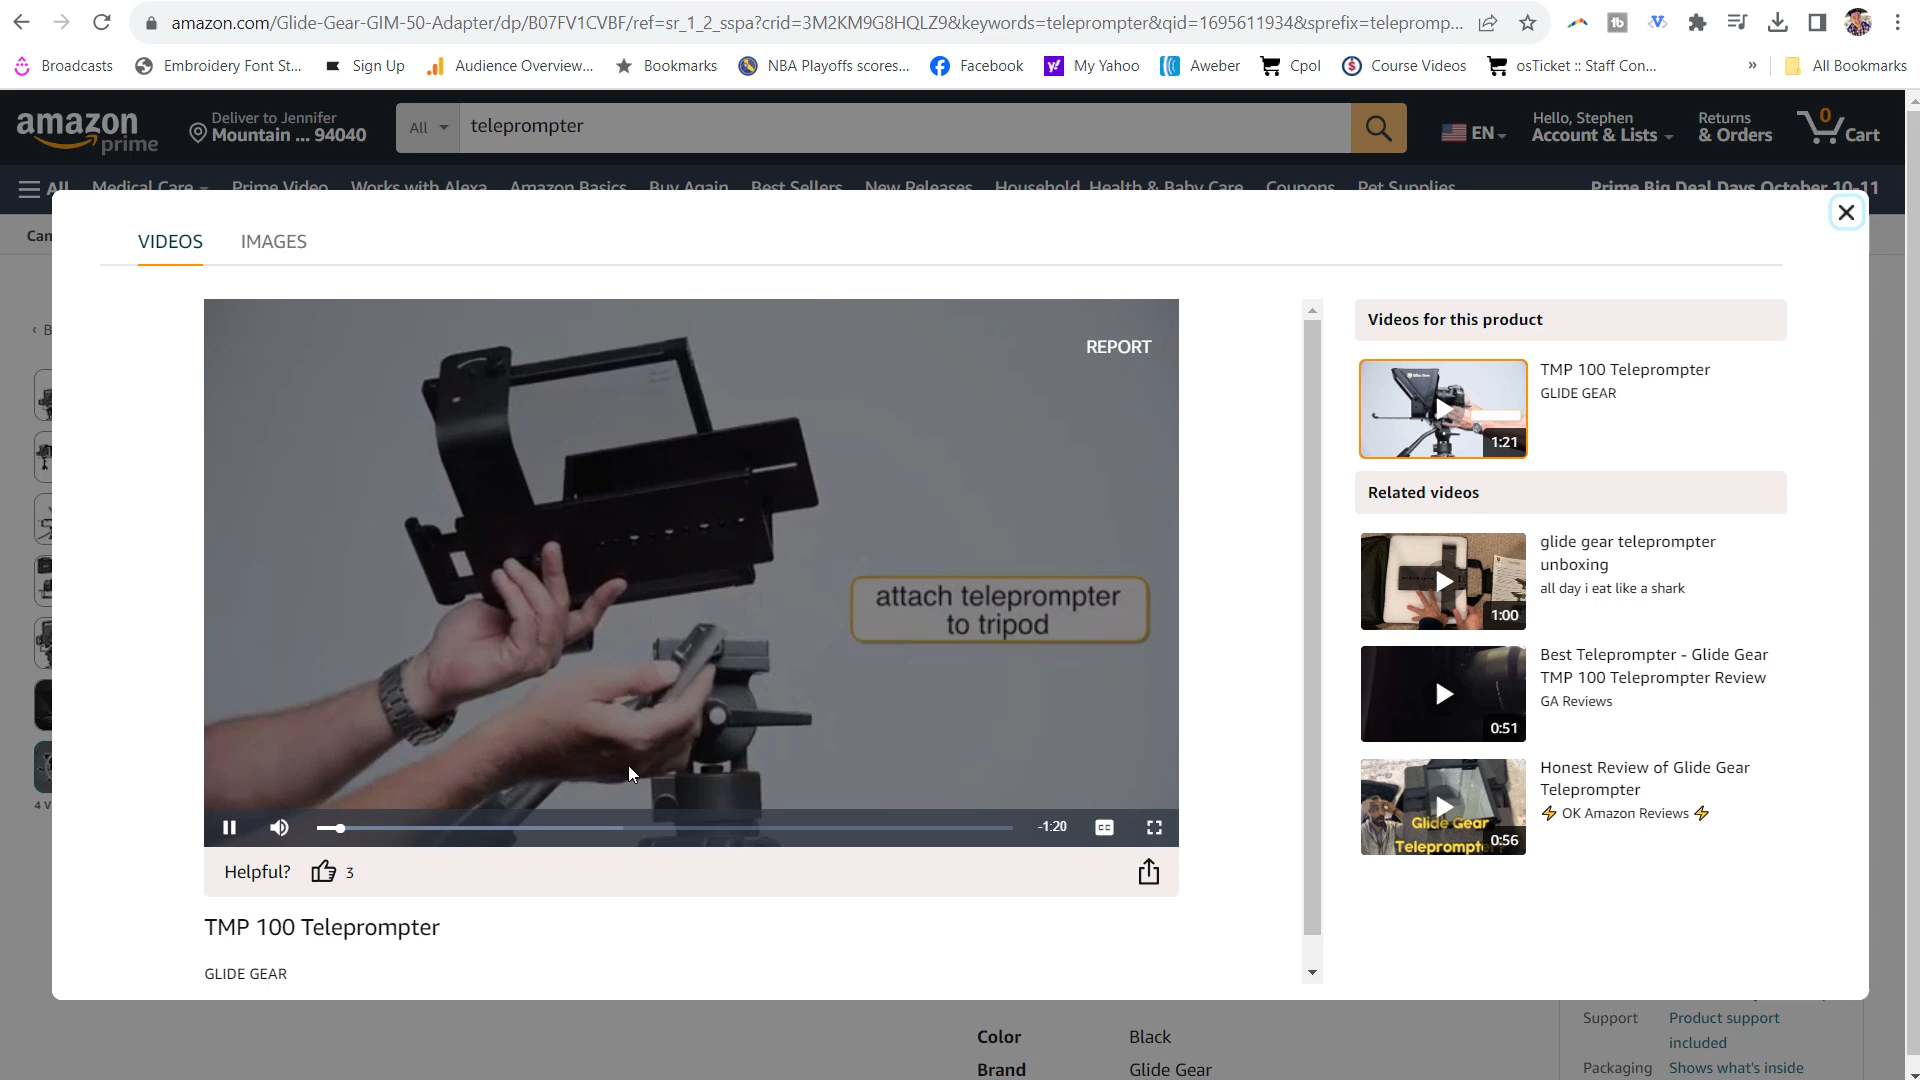 amazon.com/Glide-Gear-GIM-50-Adapter/dp/B07FV1CVBF/ref=sr_1_2_sspa?crid=3M2KM9G8HQLZ9&keywords=teleprompter&qid=1695611934&sprefix=telepromp...
Broadcasts Embroidery Font St... Sign Up Audience Overview... Bookmarks NBA Playoffs scores... Facebook My Yahoo Aweber Cpol Course Videos osTicket :: Staff Con... » All Bookmarks
amazon prime
Deliver to Jennifer
Mountain ... 94040
All
teleprompter
EN
Hello, Stephen
Account & Lists
Returns
& Orders
0
Cart
All Medical Care Prime Video Works with Alexa Amazon Basics Buy Again Best Sellers New Releases Household, Health & Baby Care Coupons Pet Supplies Prime Big Deal Days October 10-11
Can
‹ B
VIDEOS IMAGES
REPORT
attach teleprompter
to tripod
-1:20
CC
Helpful? 3
TMP 100 Teleprompter
GLIDE GEAR
Videos for this product
TMP 100 Teleprompter
GLIDE GEAR
1:21
Related videos
glide gear teleprompter
unboxing
all day i eat like a shark
1:00
Best Teleprompter - Glide Gear
TMP 100 Teleprompter Review
GA Reviews
0:51
Honest Review of Glide Gear
Teleprompter
⚡ OK Amazon Reviews ⚡
Glide Gear
Teleprompter
0:56
4 V
Color Black
Brand Glide Gear
Support Product support
included
Packaging Shows what's inside